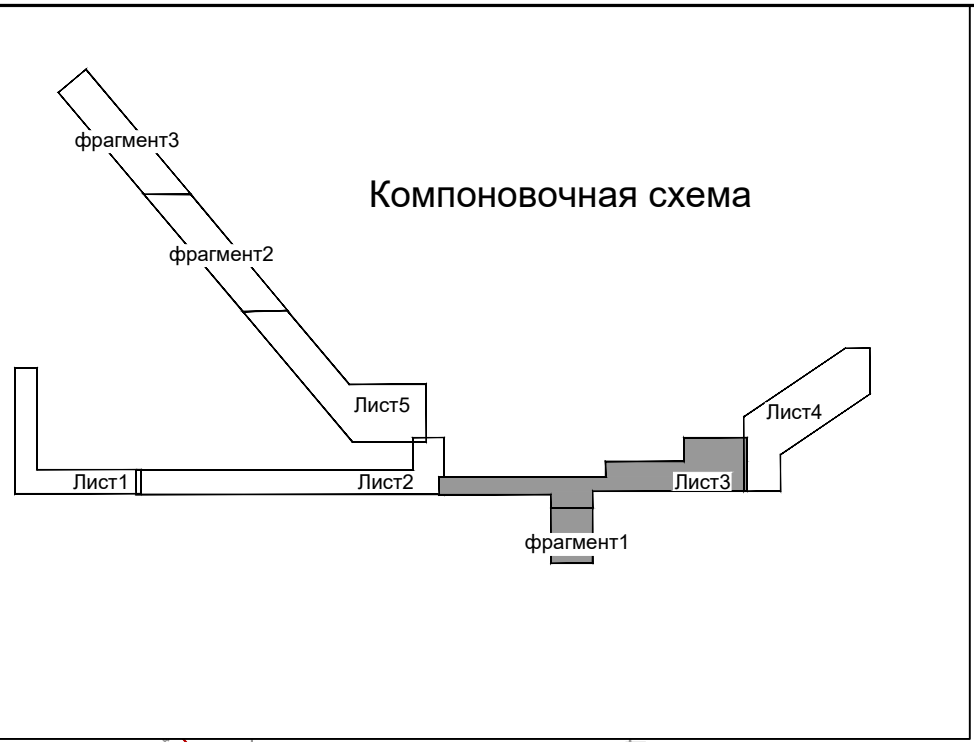 фрагмент3
Компоновочная схема
фрагмент2
Лист5
Лист4
Лист1
Лист2
Лист3
фрагмент1